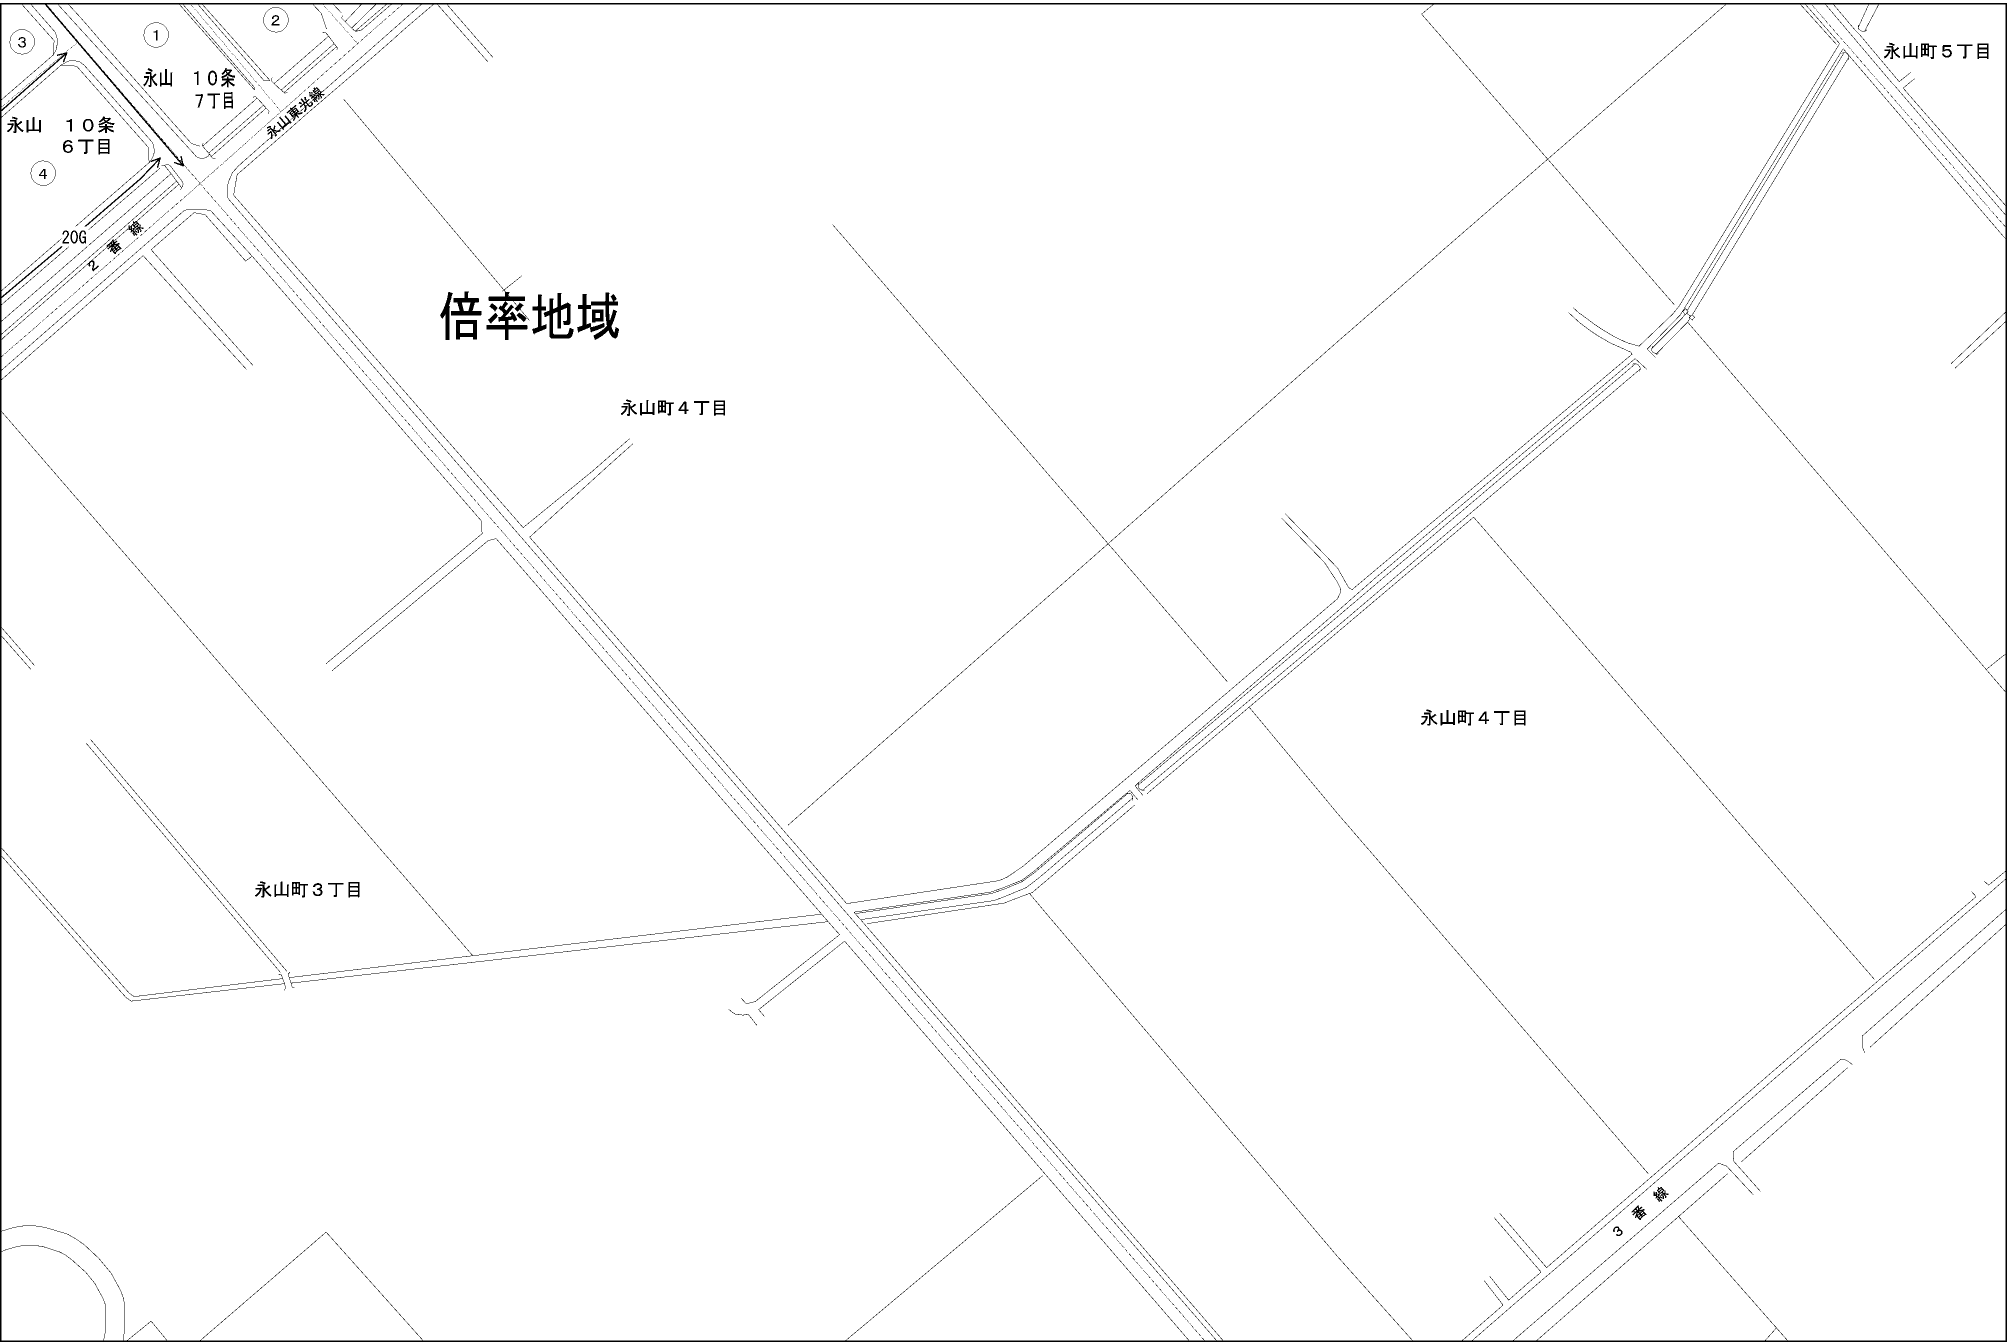 ③
①
②
永山　１０条
７丁目
永山東光線
永山　１０条
６丁目
④
20G
２番線
倍率地域
永山町５丁目
永山町４丁目
永山町４丁目
永山町３丁目
３番線